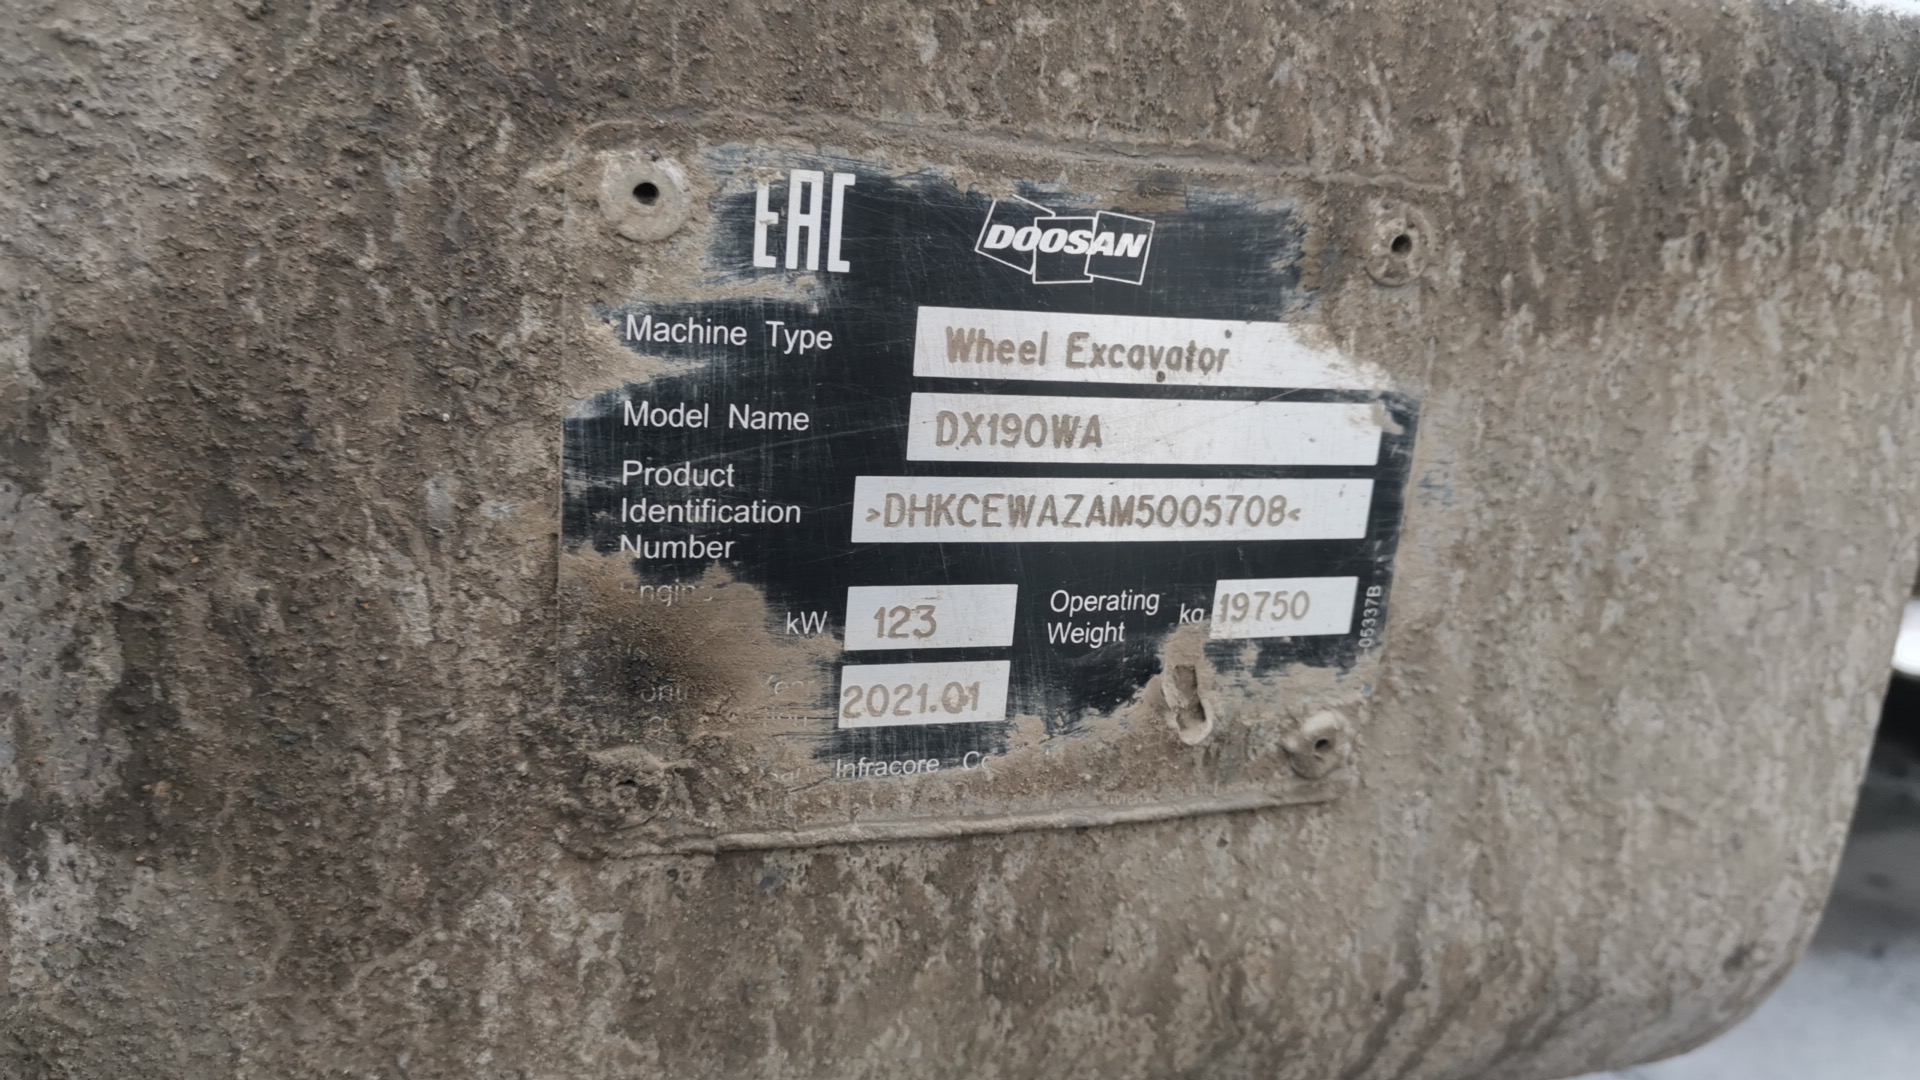 EAC
DOOSAN
Machine Type Wheel Excavator
Model Name DX190WA
Product
Identification
Number
>DHKCEWAZAM5005708<
kW 123
Operating
Weight
kg 19750
2021.01
05337B
Infracore